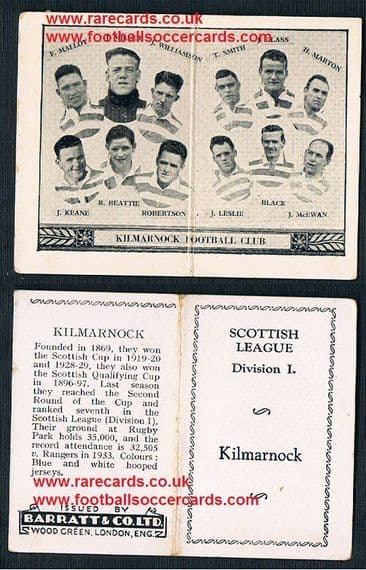 www.rarecards.co.uk
www.footballsoccercards.com
F. MALLOY
J. WILLIAMSON
T. SMITH
GLASS
H. MARTON
J. KEANE
R. BEATTIE
ROBERTSON
J. LESLIE
BLACK
J. McEWAN
KILMARNOCK FOOTBALL CLUB
KILMARNOCK
Founded in 1869, they won
the Scottish Cup in 1919-20
and 1928-29, they also won
the Scottish Qualifying Cup
in 1896-97. Last season
they reached the Second
Round of the Cup and
ranked seventh in the
Scottish League (Division I.).
Their ground at Rugby
Park holds 35,000, and the
record attendance is 32,505
v. Rangers in 1933. Colours :
Blue and white hooped
jerseys.
www.rarecards.co.uk
www.footballsoccercards.com
ISSUED BY
BARRATT & CO. LTD.
WOOD GREEN, LONDON, ENG.
SCOTTISH
LEAGUE
Division I.
Kilmarnock